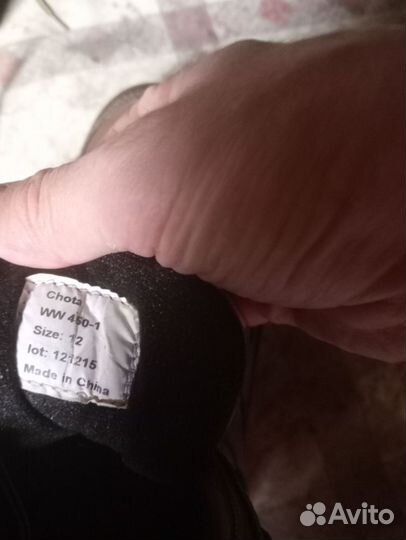 Chota
WW 450-1
Size: 12
lot: 121215
Made in China
Avito